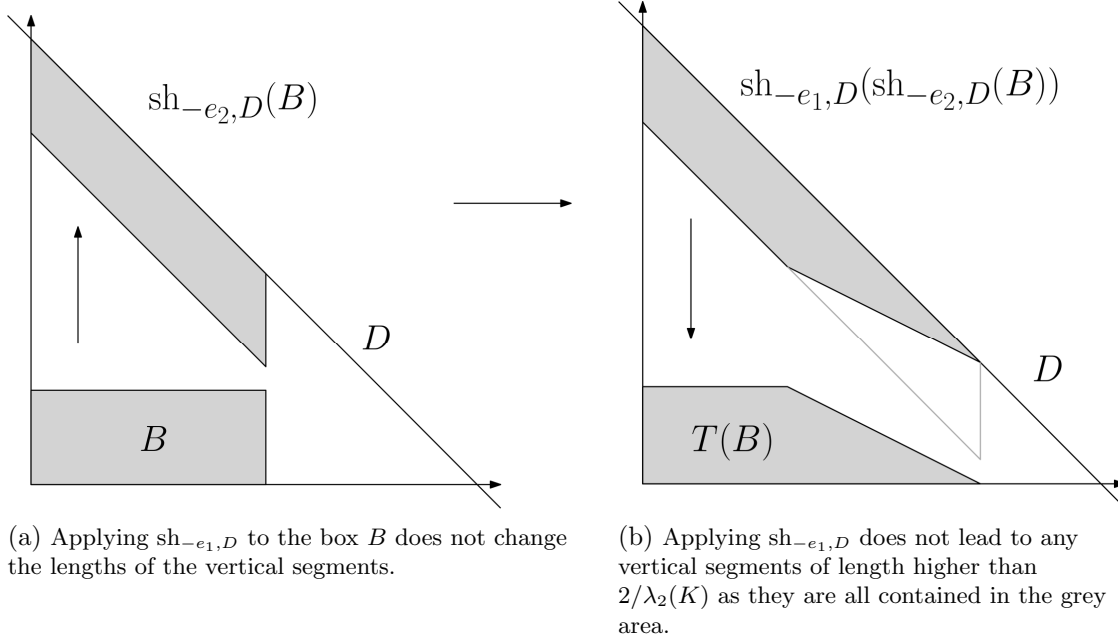 sh₋ₑ₂,D(B)
D
B
sh₋ₑ₁,D(sh₋ₑ₂,D(B))
D
T(B)
(a) Applying sh₋ₑ₁,D to the box B does not change
the lengths of the vertical segments.
(b) Applying sh₋ₑ₁,D does not lead to any
vertical segments of length higher than
2/λ₂(K) as they are all contained in the grey
area.